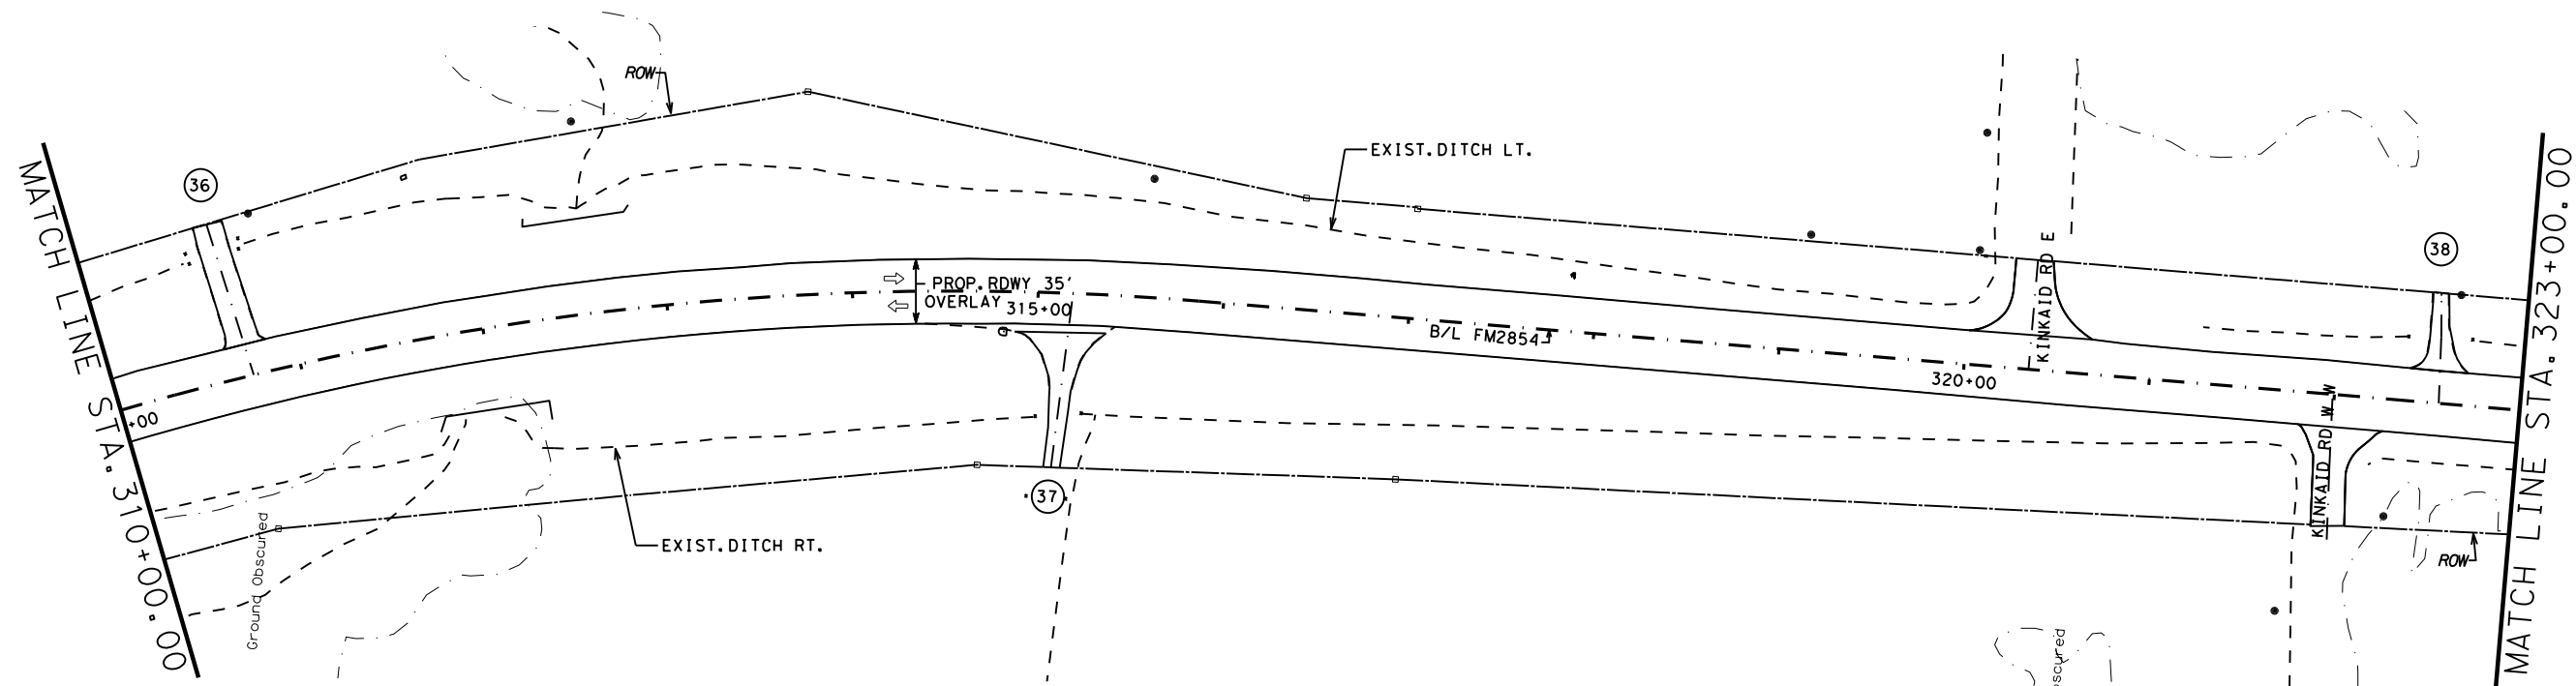 ROW
MATCH LINE STA. 310+00.00
36
EXIST. DITCH LT.
KINKAID RD E
38
MATCH LINE STA. 323+00.00
PROP. RDWY 35'
OVERLAY
315+00
B/L FM2854
320+00
+00
KINKAID RD W
W
37
EXIST. DITCH RT.
Ground Obscured
ROW